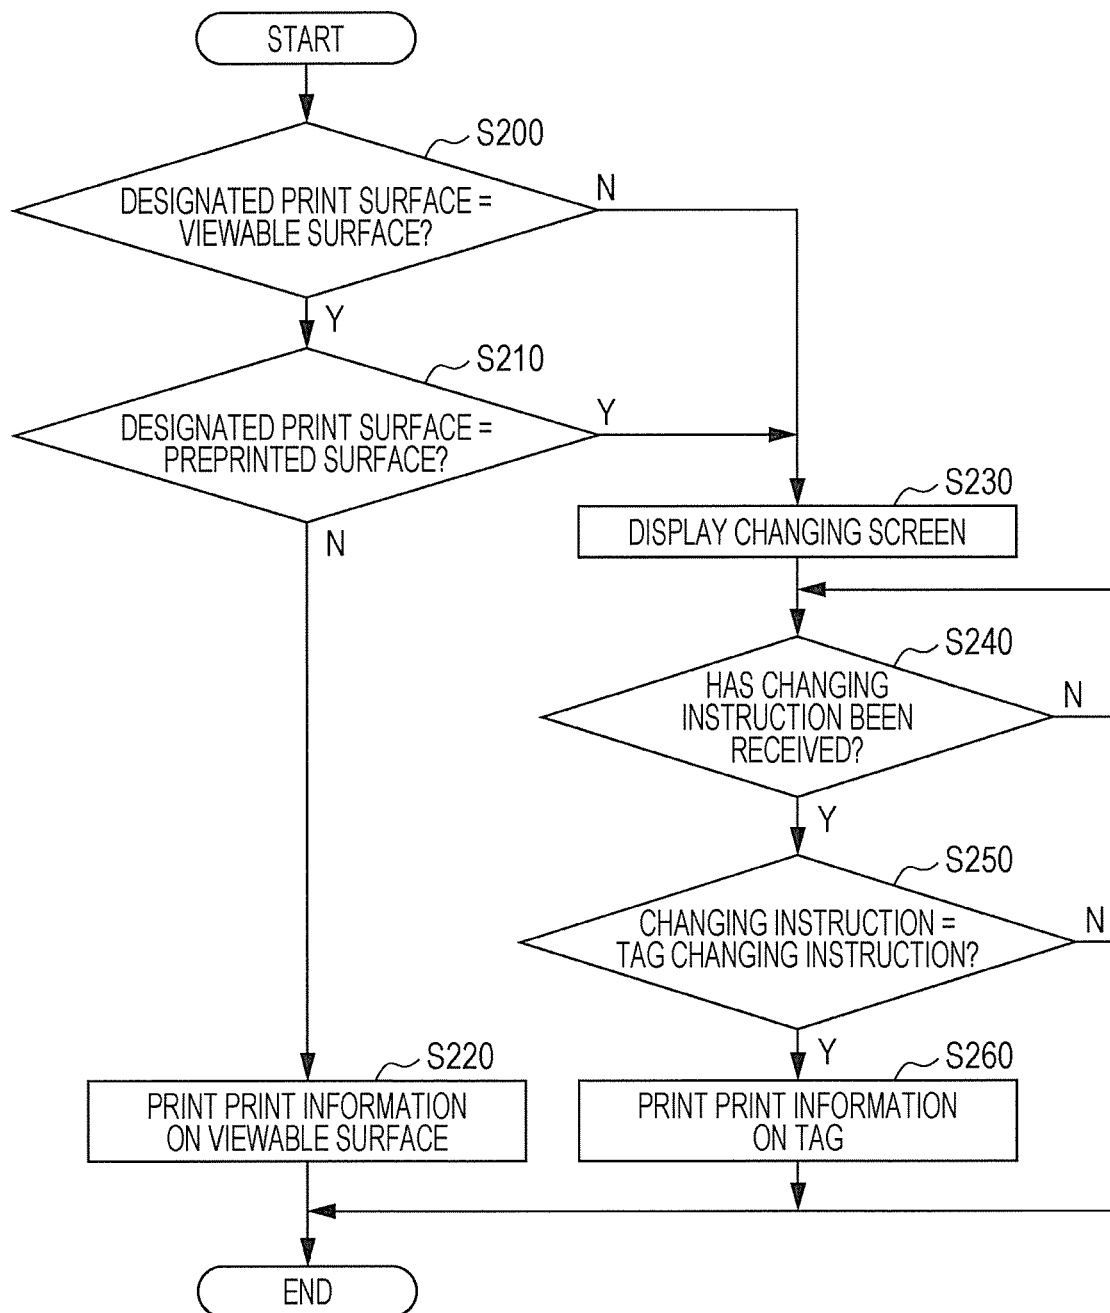 START
S200
DESIGNATED PRINT SURFACE =
VIEWABLE SURFACE?
N
Y
S210
DESIGNATED PRINT SURFACE =
PREPRINTED SURFACE?
Y
N
S230
DISPLAY CHANGING SCREEN
S240
HAS CHANGING
INSTRUCTION BEEN
RECEIVED?
N
Y
S250
CHANGING INSTRUCTION =
TAG CHANGING INSTRUCTION?
N
Y
S220
PRINT PRINT INFORMATION
ON VIEWABLE SURFACE
S260
PRINT PRINT INFORMATION
ON TAG
END